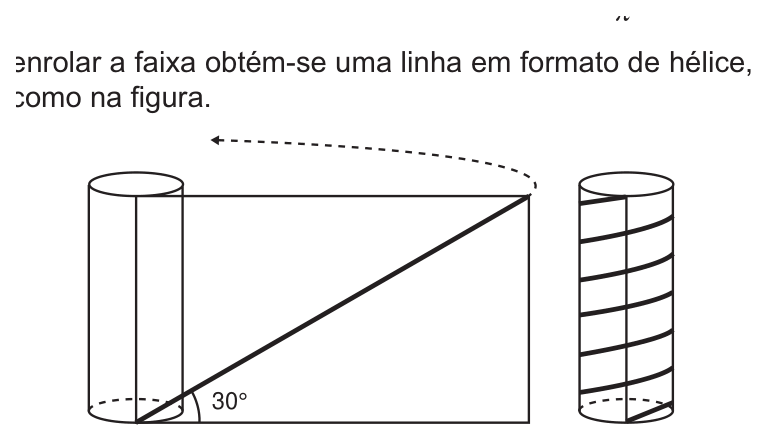 enrolar a faixa obtém-se uma linha em formato de hélice,
como na figura.
30°